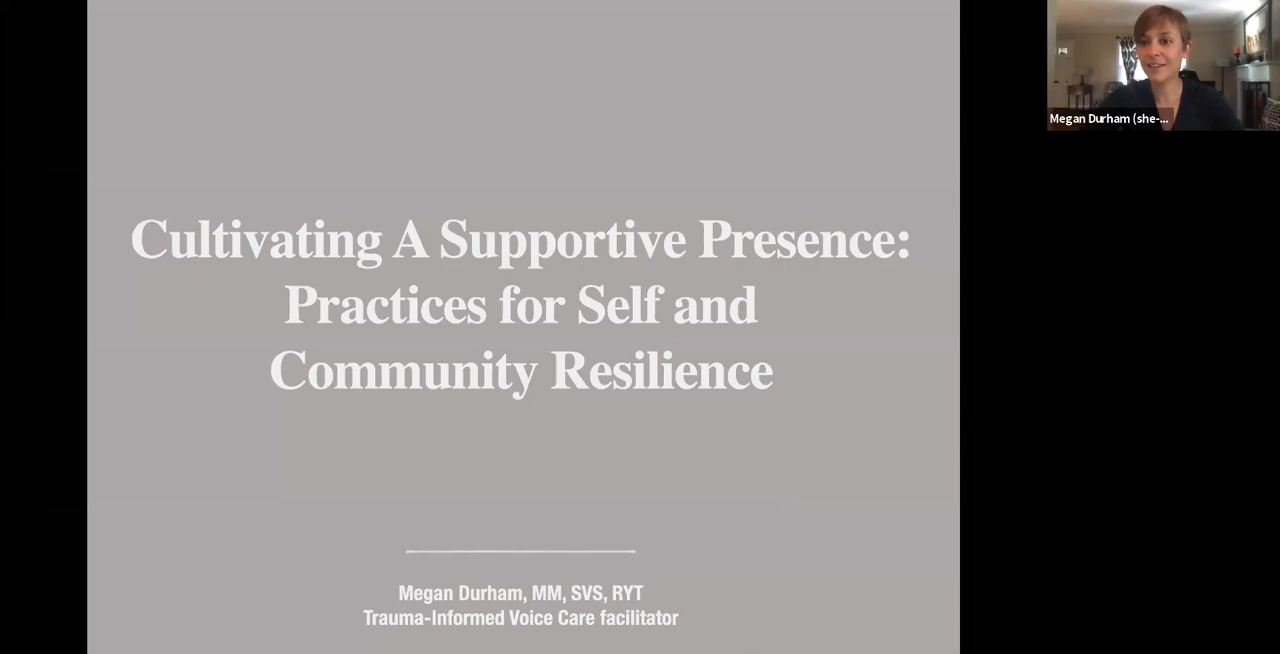 Cultivating A Supportive Presence:
Practices for Self and
Community Resilience
Megan Durham, MM, SVS, RYT
Trauma-Informed Voice Care facilitator
Megan Durham (she-...